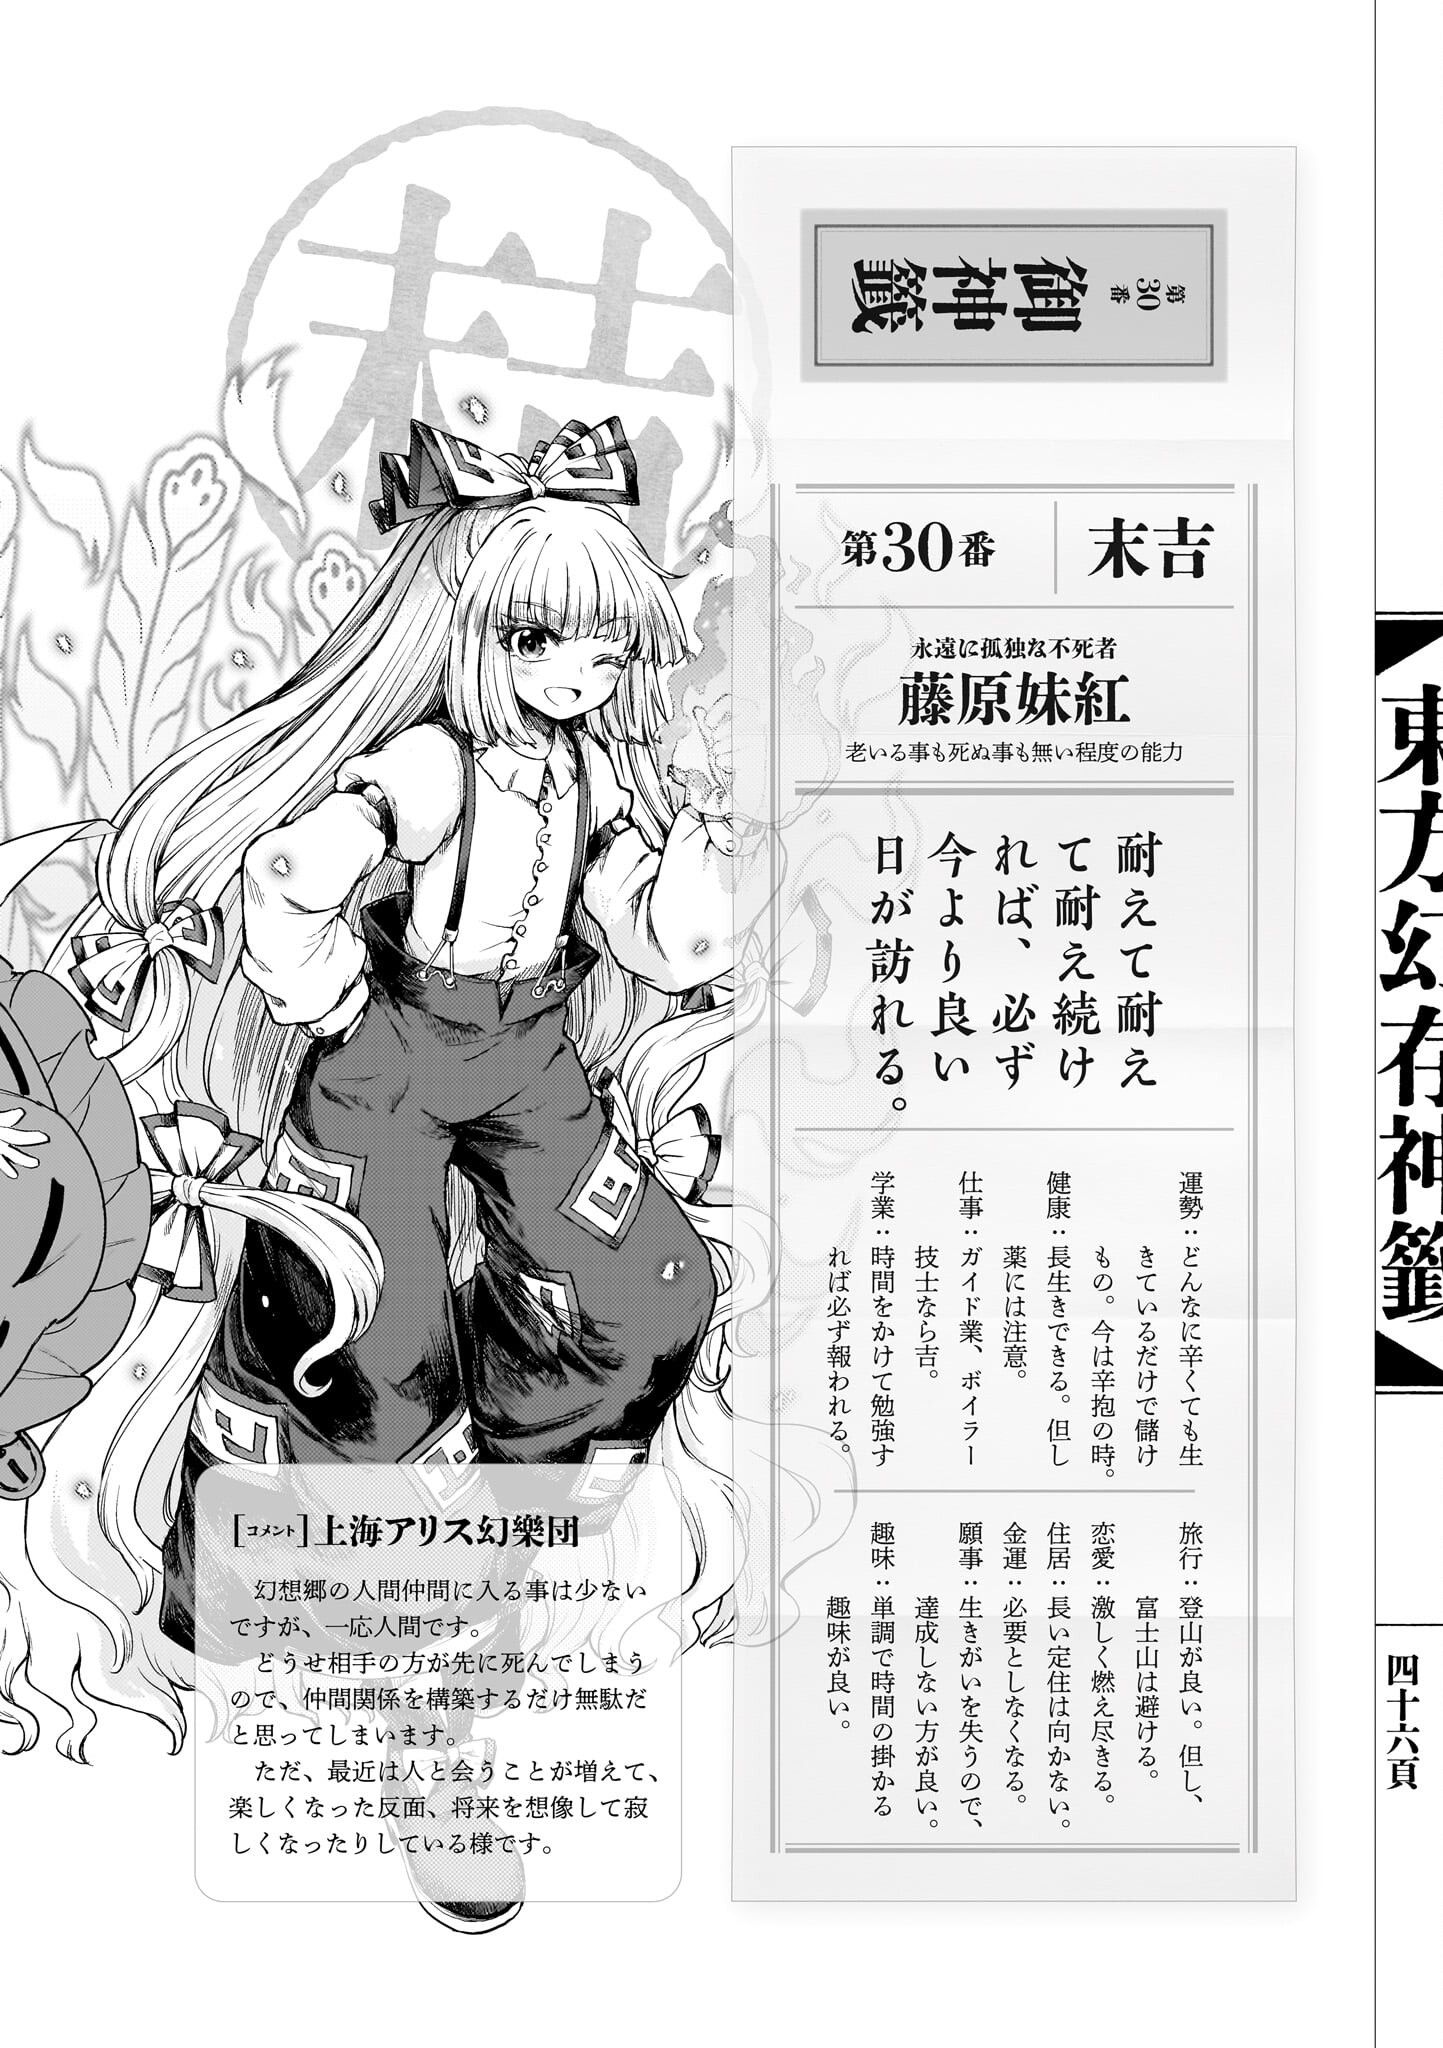 東方幻存神籤
四十六頁
第30番
御神籤
末吉
第30番
末吉
永遠に孤独な不死者
藤原妹紅
老いる事も死ぬ事も無い程度の能力
耐えて耐え
て耐え続け
れば、必ず
今より良い
日が訪れる。
運勢：どんなに辛くても生
きているだけで儲け
もの。今は辛抱の時。
健康：長生きできる。但し
薬には注意。
仕事：ガイド業、ボイラー
技士なら吉。
学業：時間をかけて勉強す
れば必ず報われる。
旅行：登山が良い。但し、
富士山は避ける。
恋愛：激しく燃え尽きる。
住居：長い定住は向かない。
金運：必要としなくなる。
願事：生きがいを失うので、
達成しない方が良い。
趣味：単調で時間の掛かる
趣味が良い。
[コメント]上海アリス幻樂団
幻想郷の人間仲間に入る事は少ない
ですが、一応人間です。
どうせ相手の方が先に死んでしまう
ので、仲間関係を構築するだけ無駄だ
と思ってしまいます。
ただ、最近は人と会うことが増えて、
楽しくなった反面、将来を想像して寂
しくなったりしている様です。